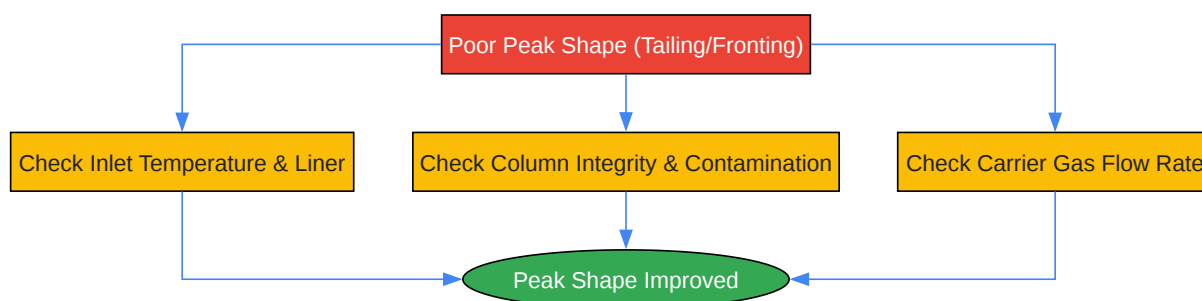 Poor Peak Shape (Tailing/Fronting)
Check Inlet Temperature & Liner
Check Column Integrity & Contamination
Check Carrier Gas Flow Rate
Peak Shape Improved